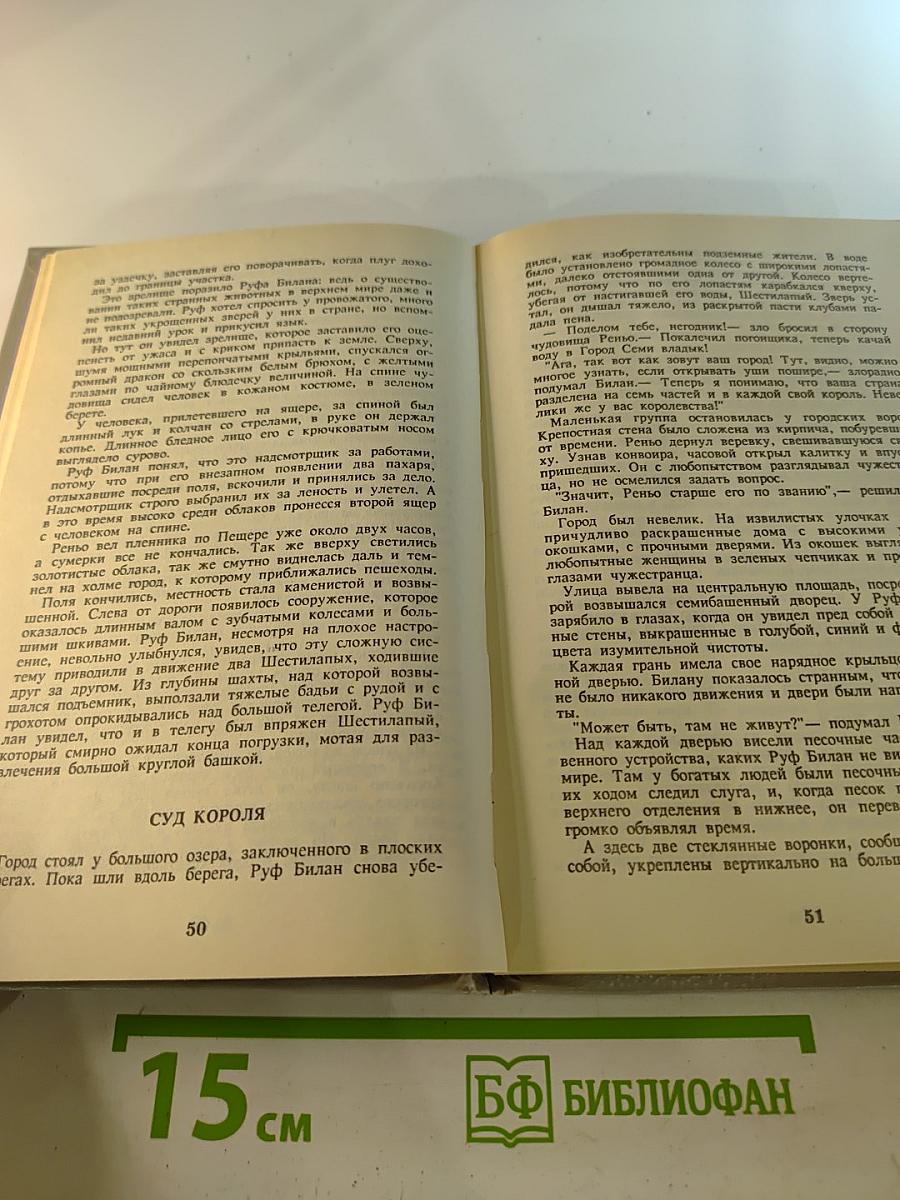 за уздечку, заставляя его поворачивать, когда плуг дохо-
дил до границы участка.
Это зрелище поразило Руфа Билана: ведь о существо-
вании таких странных животных в верхнем мире даже и
не подозревали. Руф хотел спросить у провожатого, много
ли таких укрощенных зверей у них в стране, но вспом-
нил недавний урок и прикусил язык.
Но тут он увидел зрелище, которое заставило его оце-
пенеть от ужаса и с криком припасть к земле. Сверху,
шумя мощными перепончатыми крыльями, спускался ог-
ромный дракон со скользким белым брюхом, с желтыми
глазами по чайному блюдечку величиной. На спине чу-
довища сидел человек в кожаном костюме, в зеленом
берете.
У человека, прилетевшего на ящере, за спиной был
длинный лук и колчан со стрелами, в руке он держал
копье. Длинное бледное лицо его с крючковатым носом
выглядело сурово.
Руф Билан понял, что это надсмотрщик за работами,
потому что при его внезапном появлении два пахаря,
отдыхавшие посреди поля, вскочили и принялись за дело.
Надсмотрщик строго выбранил их за леность и улетел. А
в это время высоко среди облаков пронесся второй ящер
с человеком на спине.
Реньо вел пленника по Пещере уже около двух часов,
а сумерки все не кончались. Так же вверху светились
золотистые облака, так же смутно виднелась даль и тем-
нел на холме город, к которому приближались пешеходы.
Поля кончились, местность стала каменистой и возвы-
шенной. Слева от дороги появилось сооружение, которое
оказалось длинным валом с зубчатыми колесами и боль-
шими шкивами. Руф Билан, несмотря на плохое настро-
ение, невольно улыбнулся, увидев, что эту сложную сис-
тему приводили в движение два Шестилапых, ходившие
друг за другом. Из глубины шахты, над которой возвы-
шался подъемник, выползали тяжелые бадьи с рудой и с
грохотом опрокидывались над большой телегой. Руф Би-
лан увидел, что и в телегу был впряжен Шестилапый,
который смирно ожидал конца погрузки, мотая для раз-
влечения большой круглой башкой.
СУД КОРОЛЯ
Город стоял у большого озера, заключенного в плоских
регах. Пока шли вдоль берега, Руф Билан снова убе-
50
дился, как изобретательны подземные жители. В воде
было установлено громадное колесо с широкими лопастя-
ми, далеко отстоявшими одна от другой. Колесо верте-
лось, потому что по его лопастям карабкался кверху,
убегая от настигавшей его воды, Шестилапый. Зверь ус-
тал, он дышал тяжело, из раскрытой пасти клубами па-
дала пена.
— Поделом тебе, негодник!— зло бросил в сторону
чудовища Реньо.— Покалечил погонщика, теперь качай
воду в Город Семи владык!
"Ага, так вот как зовут ваш город! Тут, видно, можно
многое узнать, если открывать уши пошире,— злорадно
подумал Билан.— Теперь я понимаю, что ваша страна
разделена на семь частей и в каждой свой король. Неве
лики же у вас королевства!"
Маленькая группа остановилась у городских воро
Крепостная стена была сложена из кирпича, побуревше
от времени. Реньо дернул веревку, свешивавшуюся св
ху. Узнав конвоира, часовой открыл калитку и впус
пришедших. Он с любопытством разглядывал чужест
ца, но не осмелился задать вопрос.
"Значит, Реньо старше его по званию",— решил
Билан.
Город был невелик. На извилистых улочках
причудливо раскрашенные дома с высокими
окошками, с прочными дверями. Из окошек выгля
любопытные женщины в зеленых чепчиках и пр
глазами чужестранца.
Улица вывела на центральную площадь, посре
рой возвышался семибашенный дворец. У Руф
зарябило в глазах, когда он увидел пред собой
ные стены, выкрашенные в голубой, синий и ф
цвета изумительной чистоты.
Каждая грань имела свое нарядное крыльцо
ной дверью. Билану показалось странным, что
не было никакого движения и двери были наг
ты.
"Может быть, там не живут?"— подумал
Над каждой дверью висели песочные ча
венного устройства, каких Руф Билан не ви
мире. Там у богатых людей были песочны
их ходом следил слуга, и, когда песок п
верхнего отделения в нижнее, он перев
громко объявлял время.
А здесь две стеклянные воронки, сообщ
собой, укреплены вертикально на больш
51
15 см
БФ БИБЛИОФАН